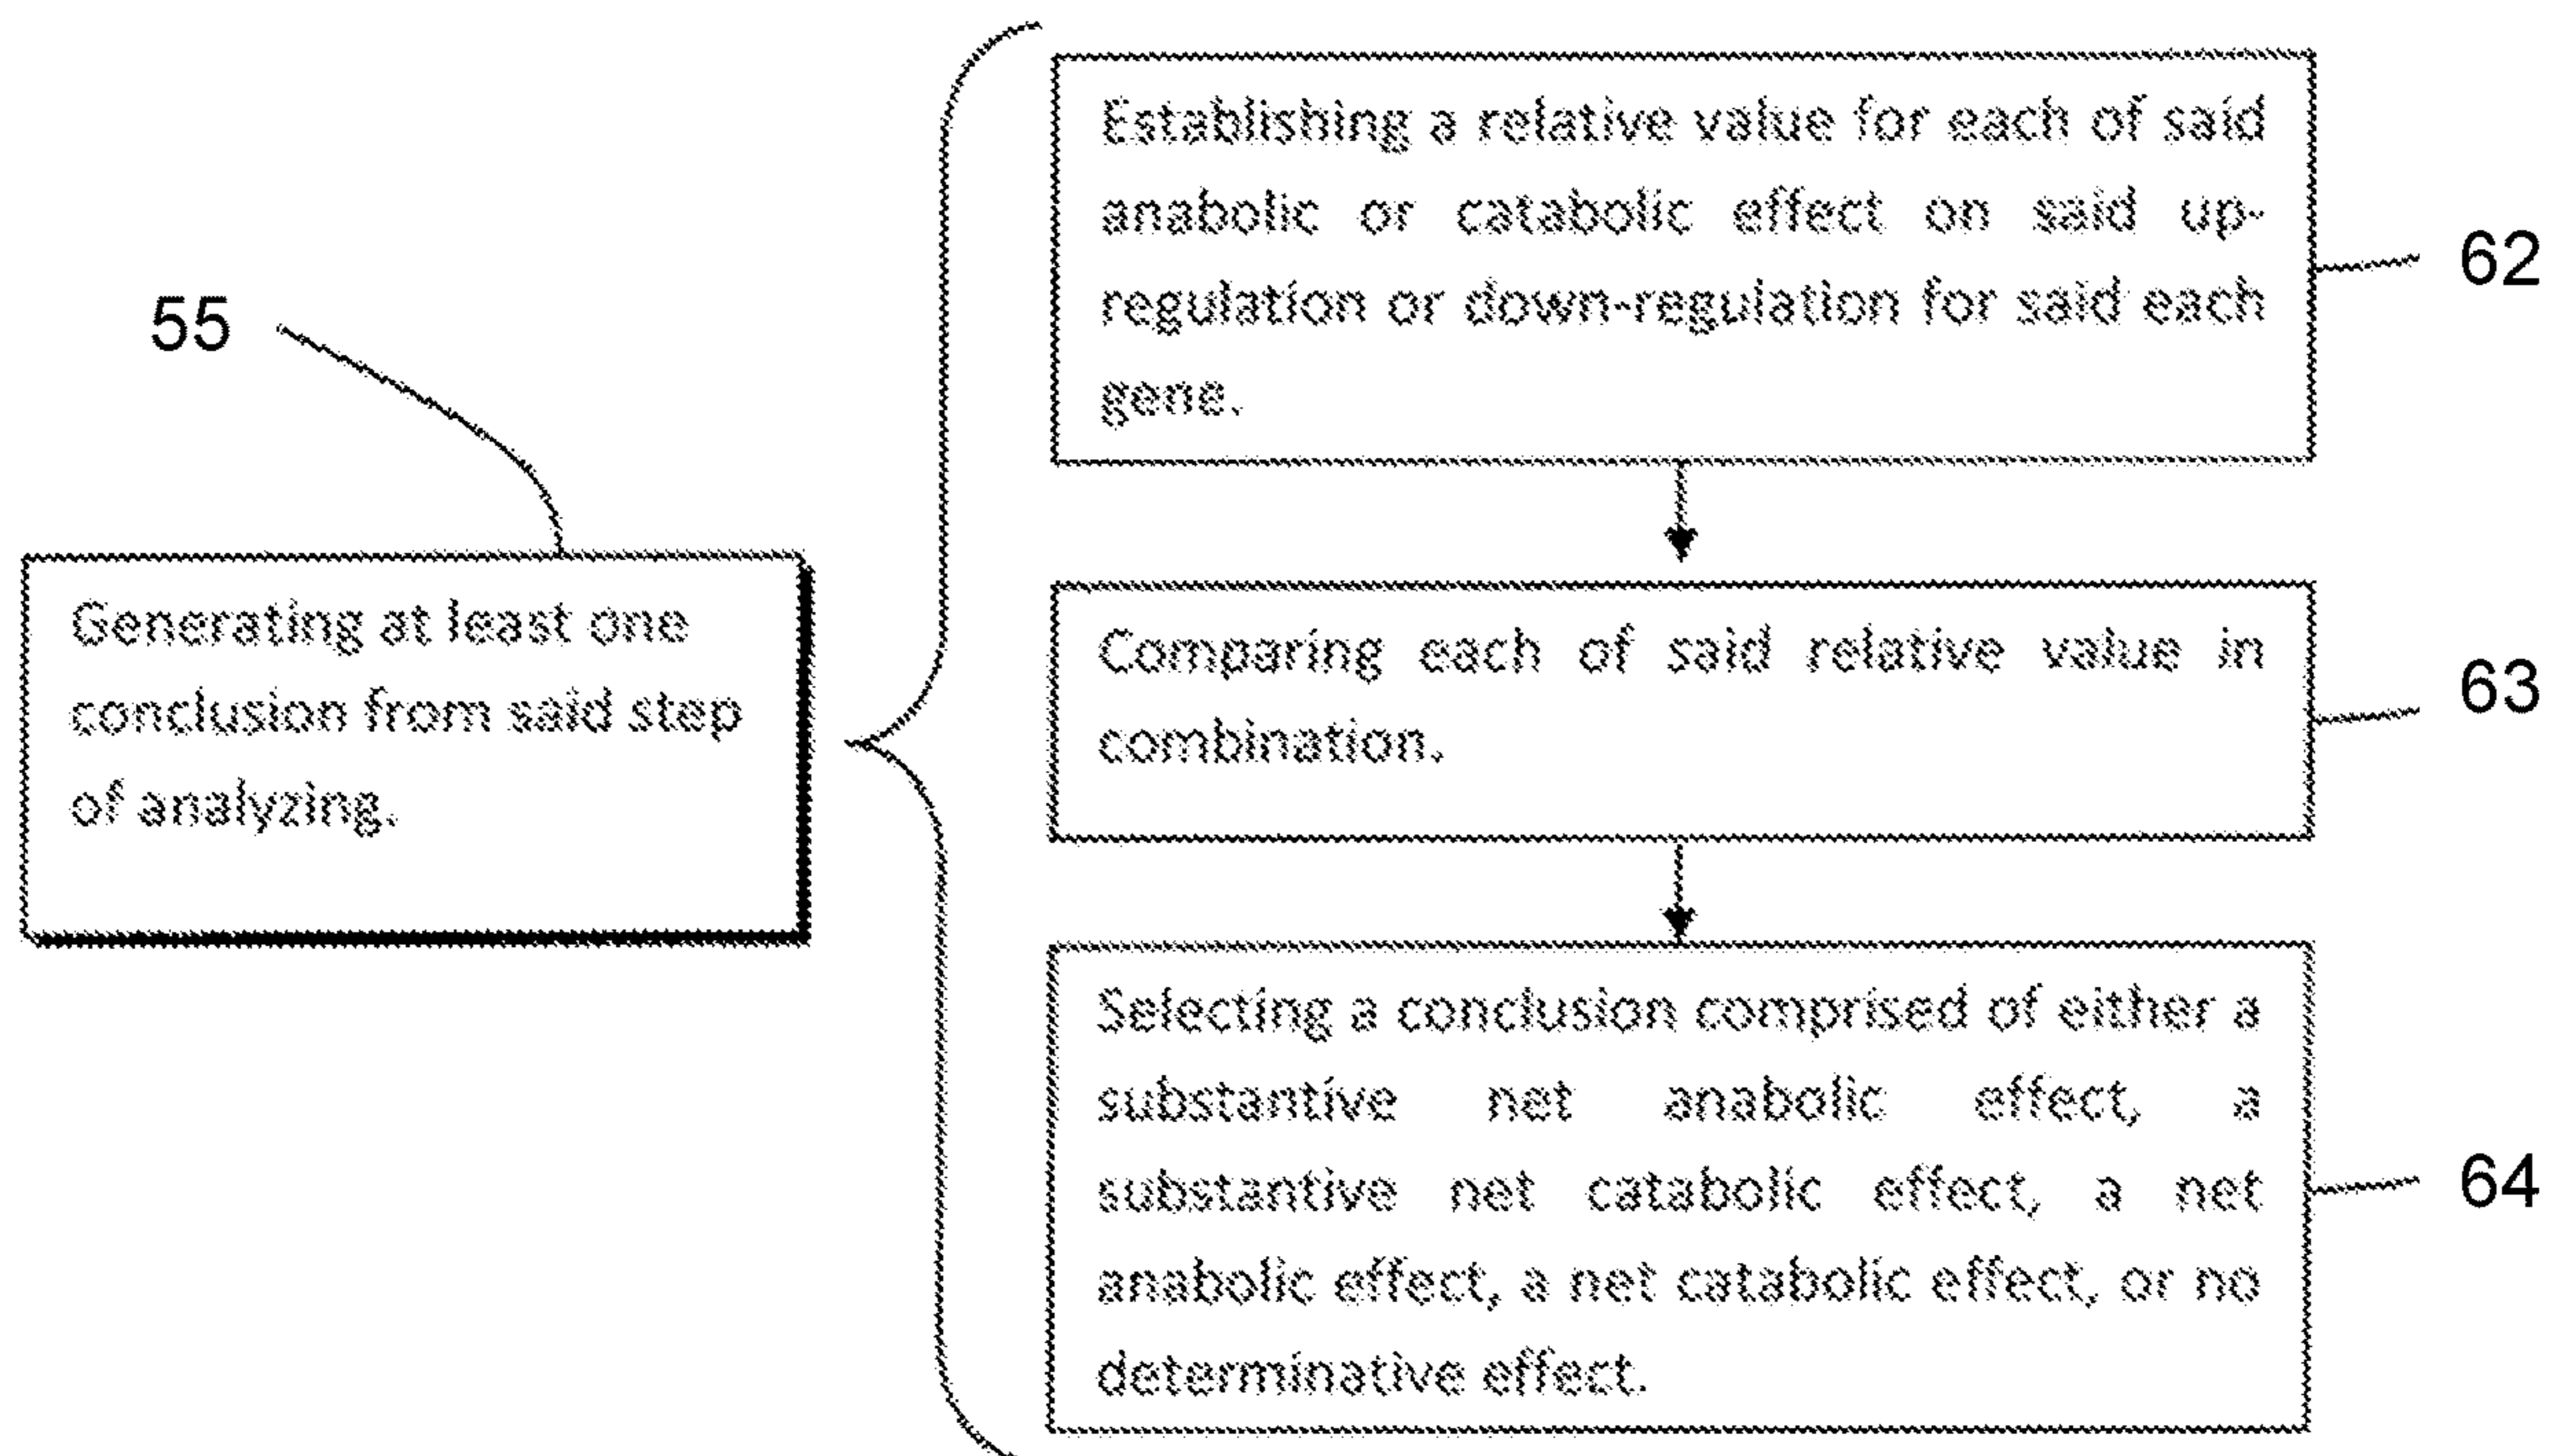 55
Generating at least one
conclusion from said step
of analyzing.
Establishing a relative value for each of said
anabolic or catabolic effect on said up-
regulation or down-regulation for said each
gene.
62
Comparing each of said relative value in
combination.
63
Selecting a conclusion comprised of either a
substantive net anabolic effect, a
substantive net catabolic effect, a net
anabolic effect, a net catabolic effect, or no
determinative effect.
64